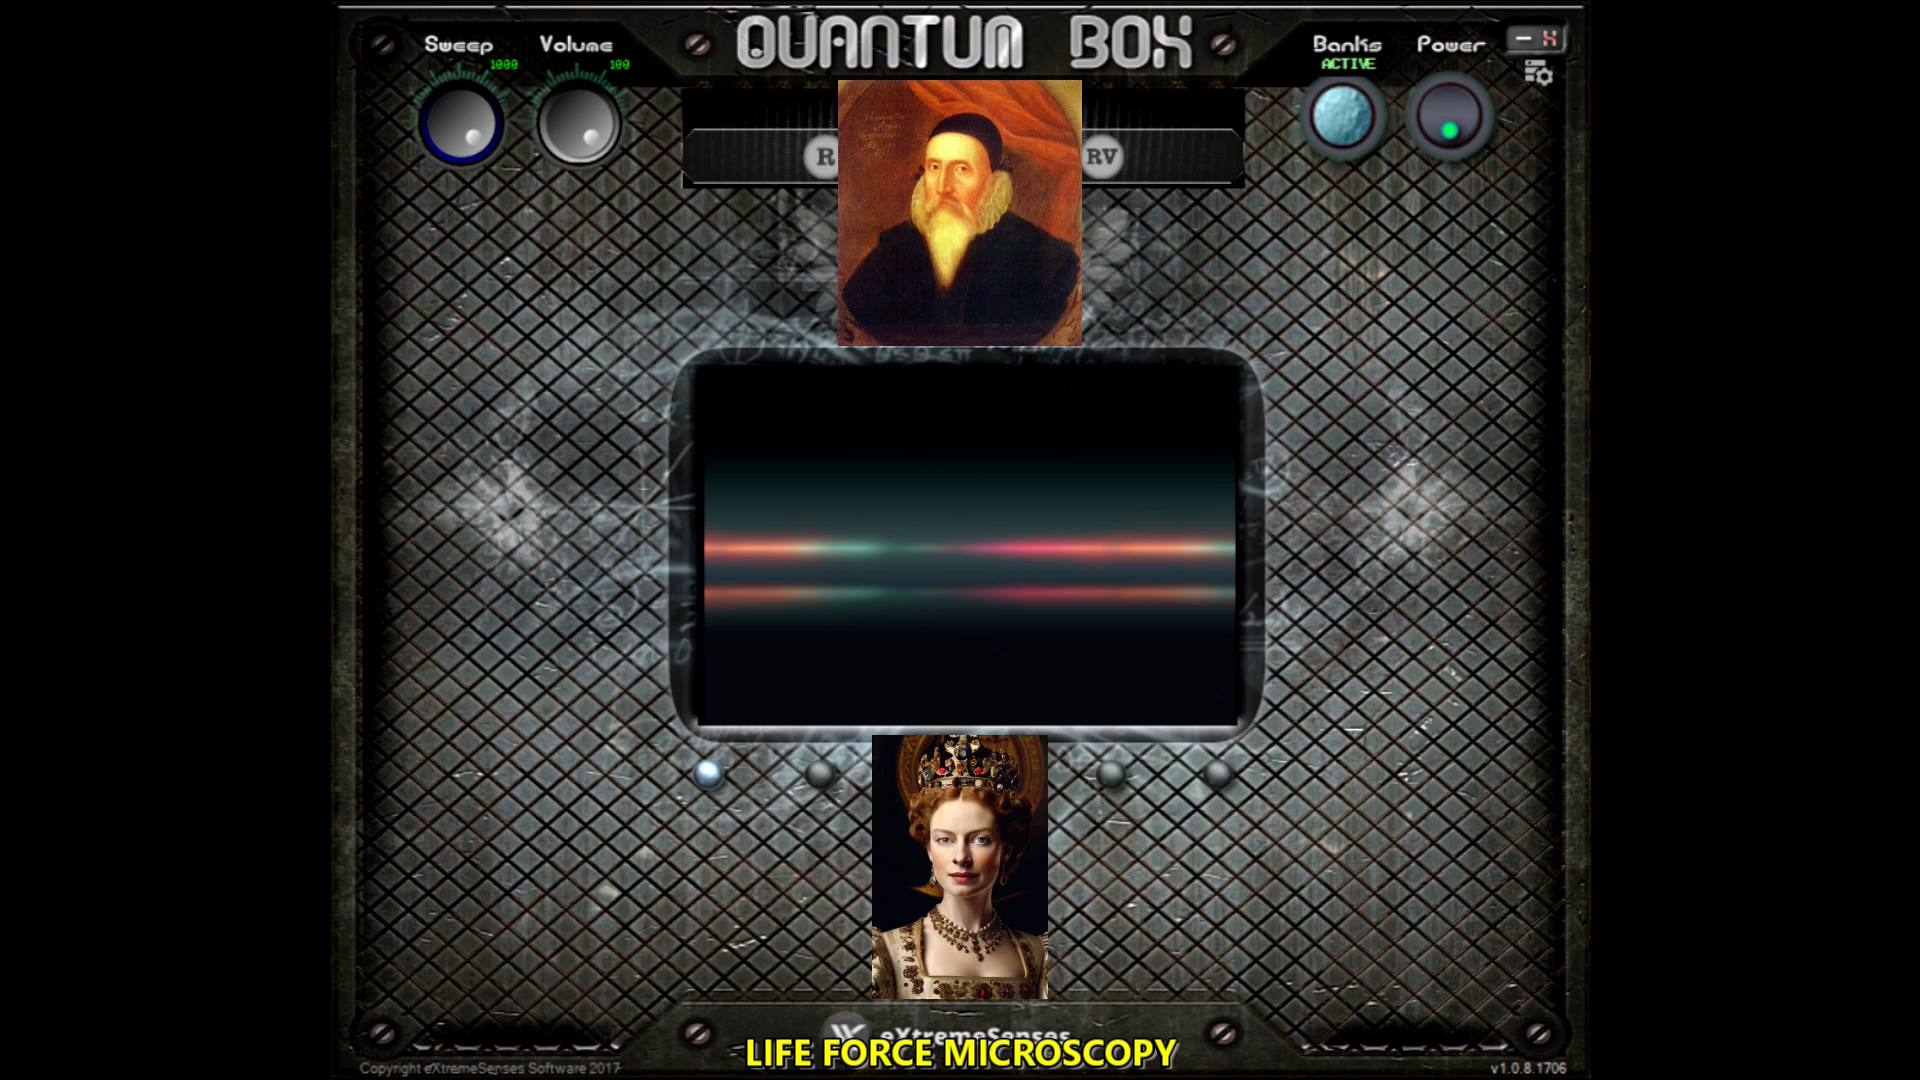 QUANTUM BOX
Sweep
1000
Volume
100
Banks
ACTIVE
Power
- X
R
RV
eXtremeSenses
LIFE FORCE MICROSCOPY
Copyright eXtremeSenses Software 2017
v1.0.8.1706